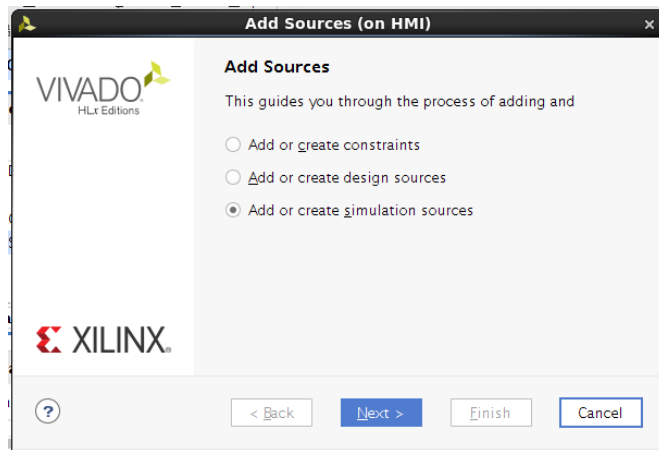 Add Sources (on HMI)
VIVADO
HLx Editions
Add Sources
This guides you through the process of adding and
Add or create constraints
Add or create design sources
Add or create simulation sources
XILINX
?
< Back
Next >
Finish
Cancel